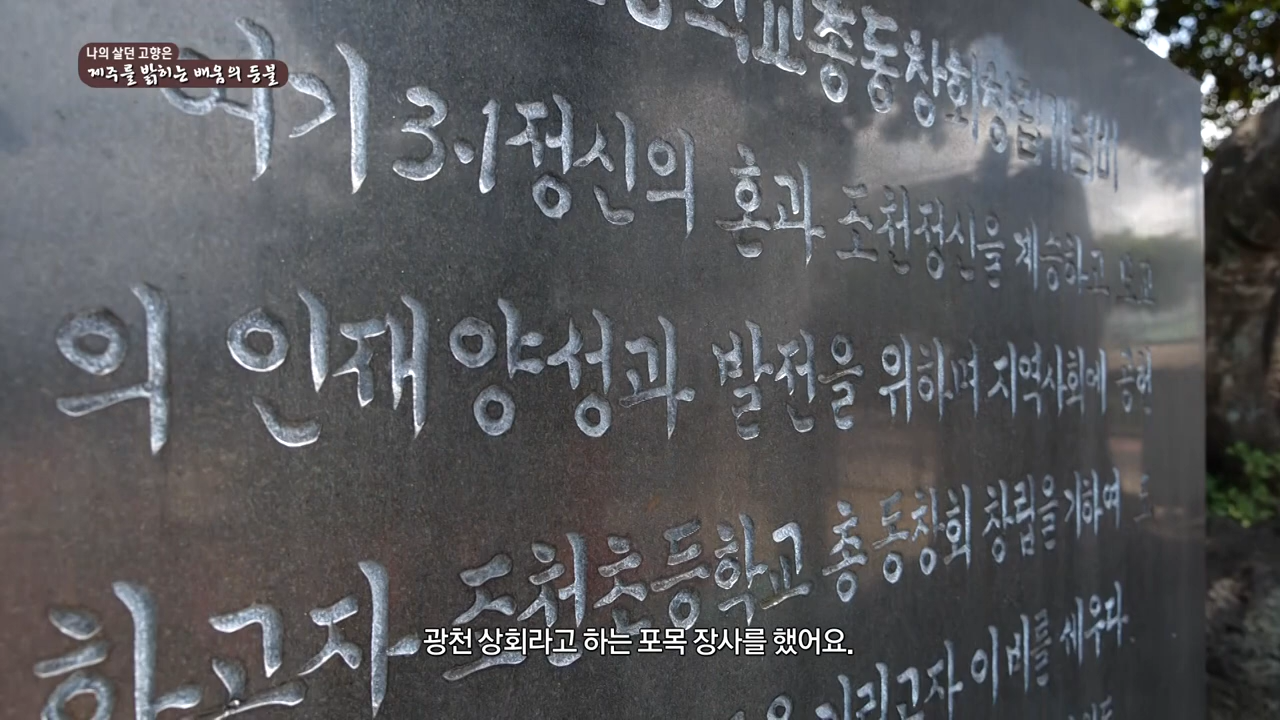 나의 살던 고향은
제주를 밝히는 배움의 등불
총동창회창립기념비
여기 3·1정신의 혼과 조천정신을 계승하고 모교
의 인재양성과 발전을 위하며 지역사회에 공헌
하고자 조천초등학교 총동창회 창립을 기하여
기리고자 이 비를 세우다.
광천 상회라고 하는 포목 장사를 했어요.